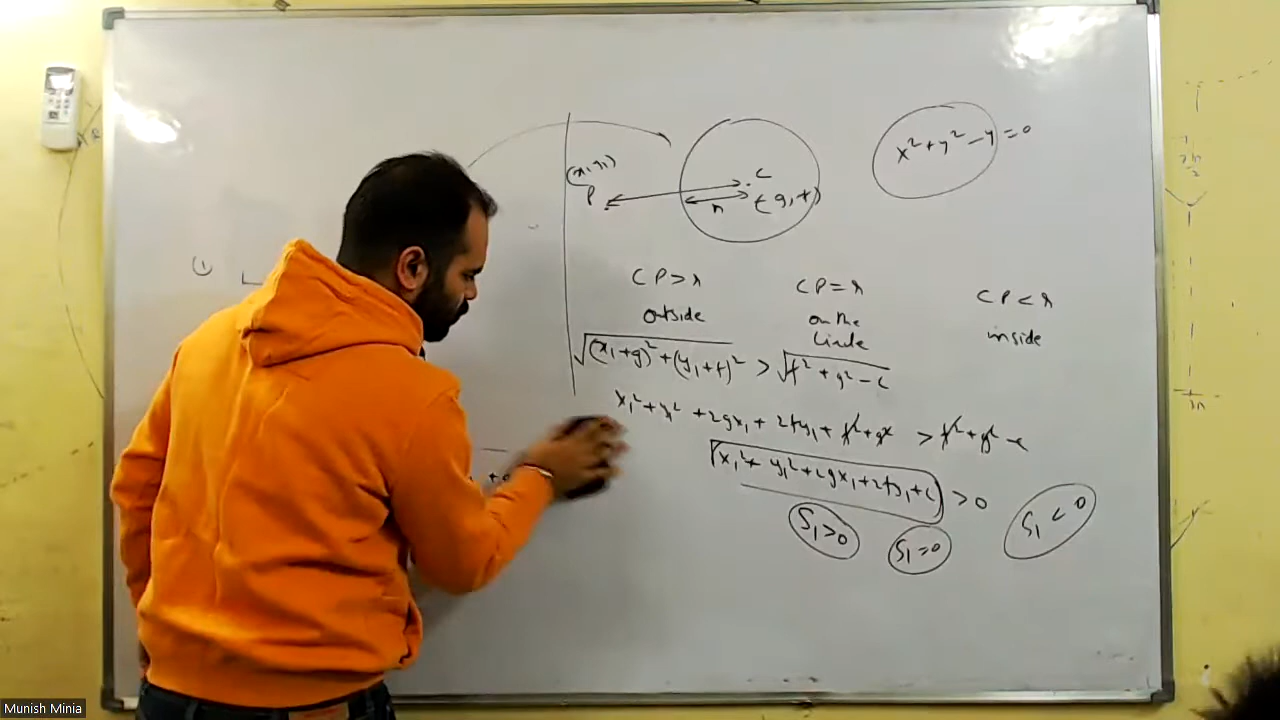 (x₁,y₁)
P
C
(-g,-f)
r
x² + y² - 4 = 0
①
CP > r
outside
CP = r
on the
Circle
CP < r
inside
√(x₁+g)² + (y₁+f)² > √f² + g² - c
x₁² + y₁² + 2gx₁ + 2fy₁ + f² + g² > f² + g² - c
x₁² + y₁² + 2gx₁ + 2fy₁ + c > 0
S₁ > 0
S₁ = 0
S₁ < 0
Munish Minia